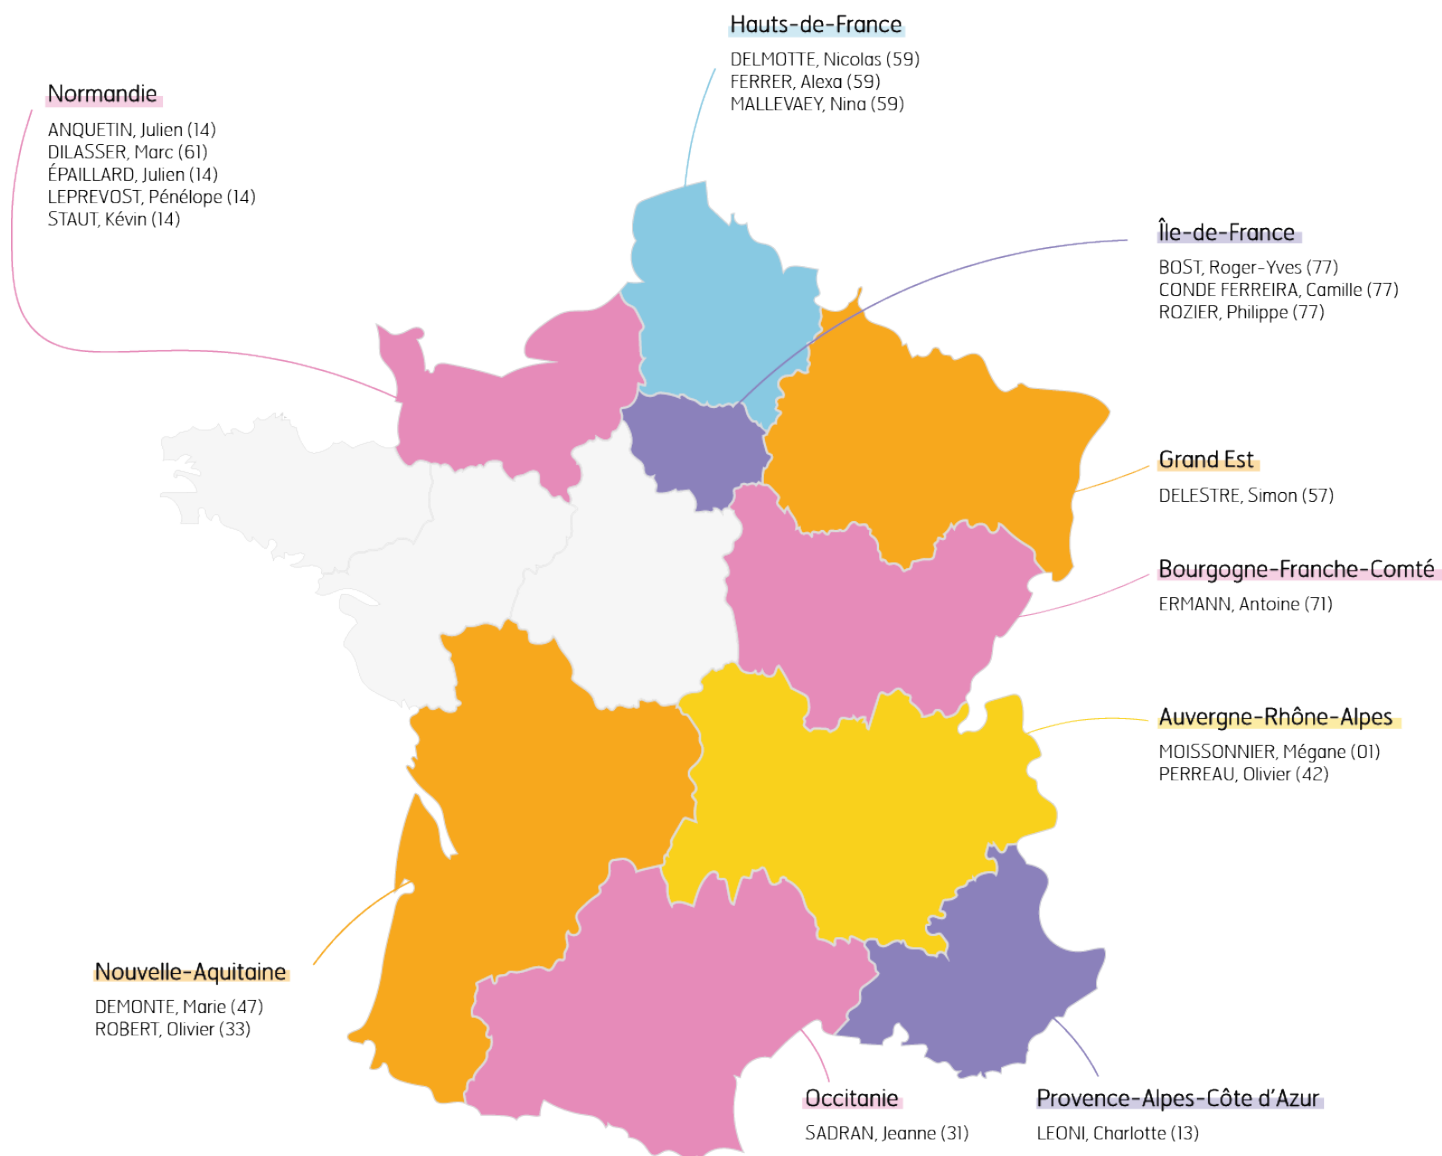 Hauts-de-France
DELMOTTE, Nicolas (59)
FERRER, Alexa (59)
MALLEVAEY, Nina (59)
Normandie
ANQUETIN, Julien (14)
DILASSER, Marc (61)
ÉPAILLARD, Julien (14)
LEPREVOST, Pénélope (14)
STAUT, Kévin (14)
Île-de-France
BOST, Roger-Yves (77)
CONDE FERREIRA, Camille (77)
ROZIER, Philippe (77)
Grand Est
DELESTRE, Simon (57)
Bourgogne-Franche-Comté
ERMANN, Antoine (71)
Auvergne-Rhône-Alpes
MOISSONNIER, Mégane (01)
PERREAU, Olivier (42)
Nouvelle-Aquitaine
DEMONTE, Marie (47)
ROBERT, Olivier (33)
Occitanie
SADRAN, Jeanne (31)
Provence-Alpes-Côte d'Azur
LEONI, Charlotte (13)